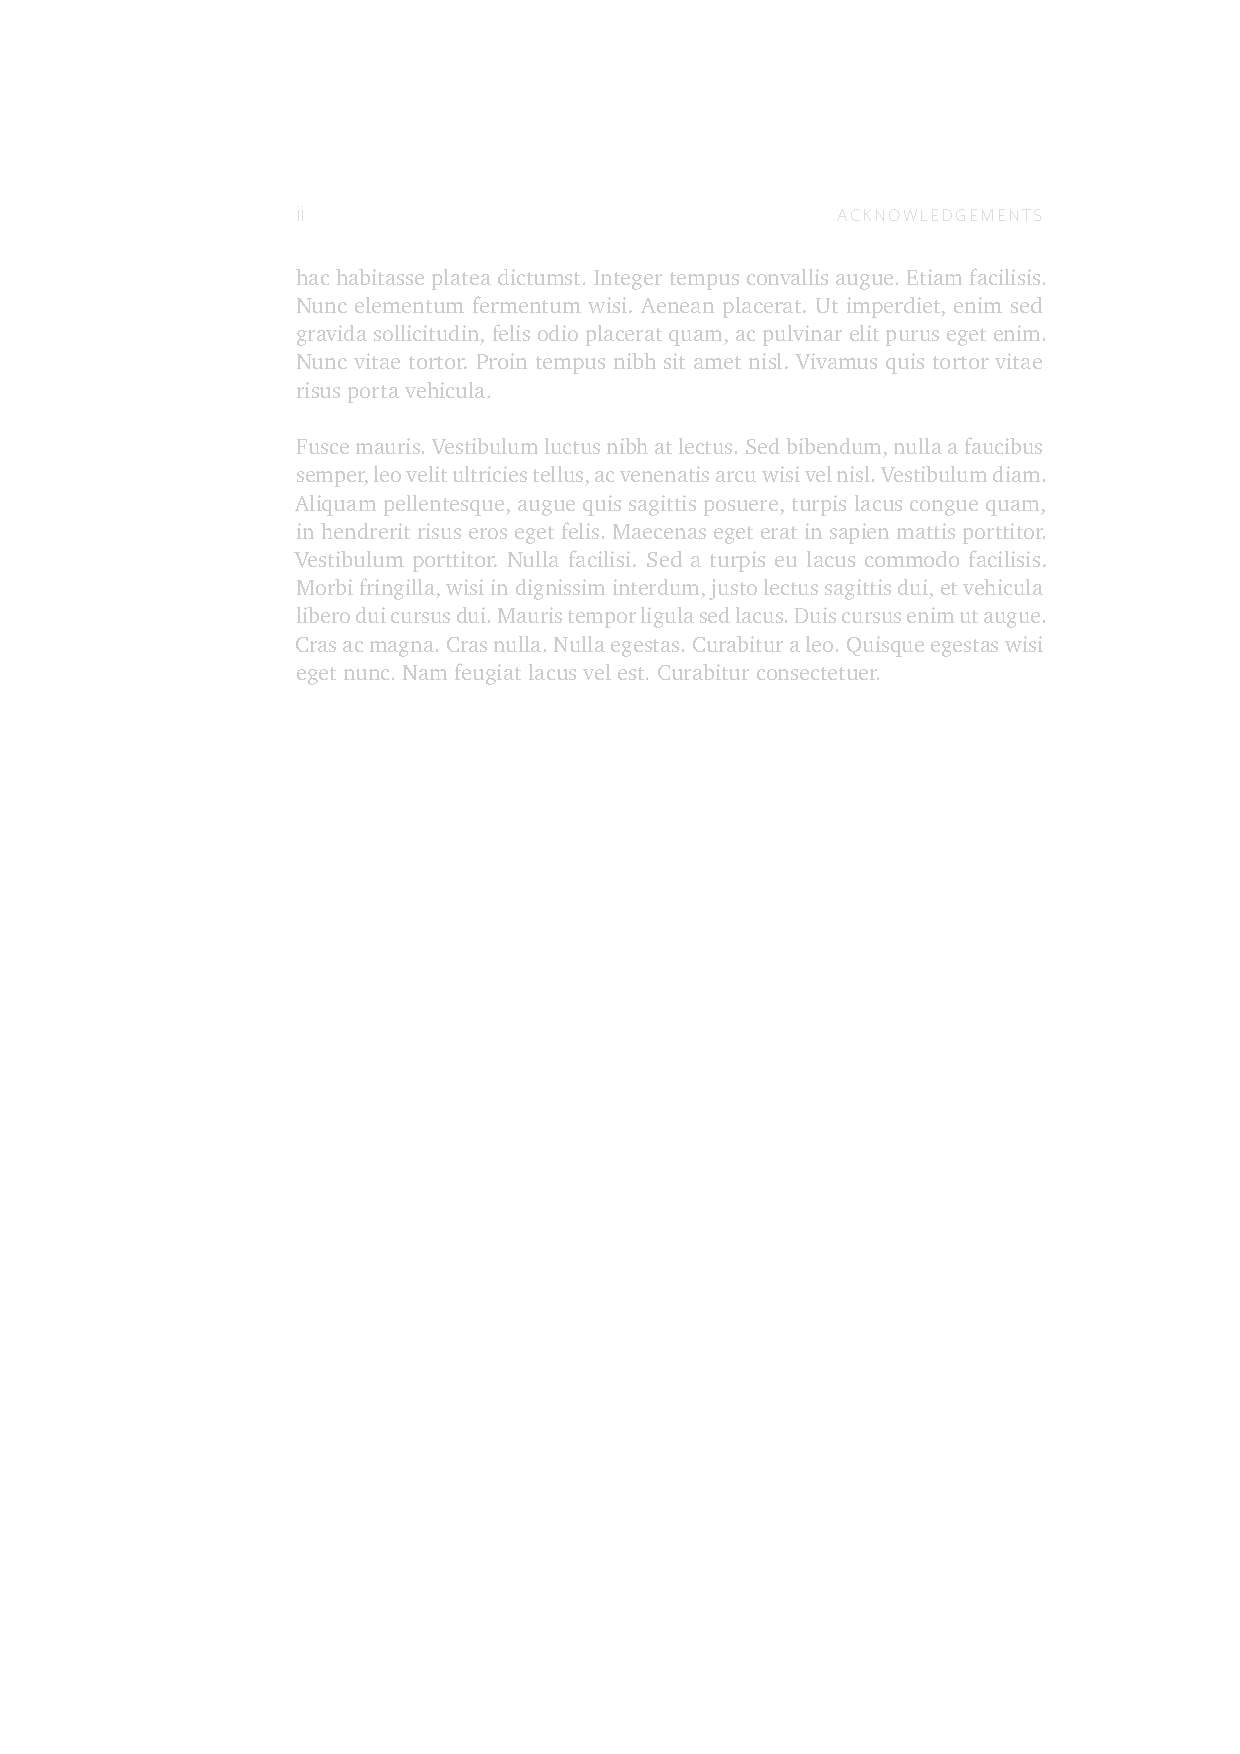 ii ACKNOWLEDGEMENTS
hac habitasse platea dictumst. Integer tempus convallis augue. Etiam facilisis.
Nunc elementum fermentum wisi. Aenean placerat. Ut imperdiet, enim sed
gravida sollicitudin, felis odio placerat quam, ac pulvinar elit purus eget enim.
Nunc vitae tortor. Proin tempus nibh sit amet nisl. Vivamus quis tortor vitae
risus porta vehicula.
Fusce mauris. Vestibulum luctus nibh at lectus. Sed bibendum, nulla a faucibus
semper, leo velit ultricies tellus, ac venenatis arcu wisi vel nisl. Vestibulum diam.
Aliquam pellentesque, augue quis sagittis posuere, turpis lacus congue quam,
in hendrerit risus eros eget felis. Maecenas eget erat in sapien mattis porttitor.
Vestibulum porttitor. Nulla facilisi. Sed a turpis eu lacus commodo facilisis.
Morbi fringilla, wisi in dignissim interdum, justo lectus sagittis dui, et vehicula
libero dui cursus dui. Mauris tempor ligula sed lacus. Duis cursus enim ut augue.
Cras ac magna. Cras nulla. Nulla egestas. Curabitur a leo. Quisque egestas wisi
eget nunc. Nam feugiat lacus vel est. Curabitur consectetuer.